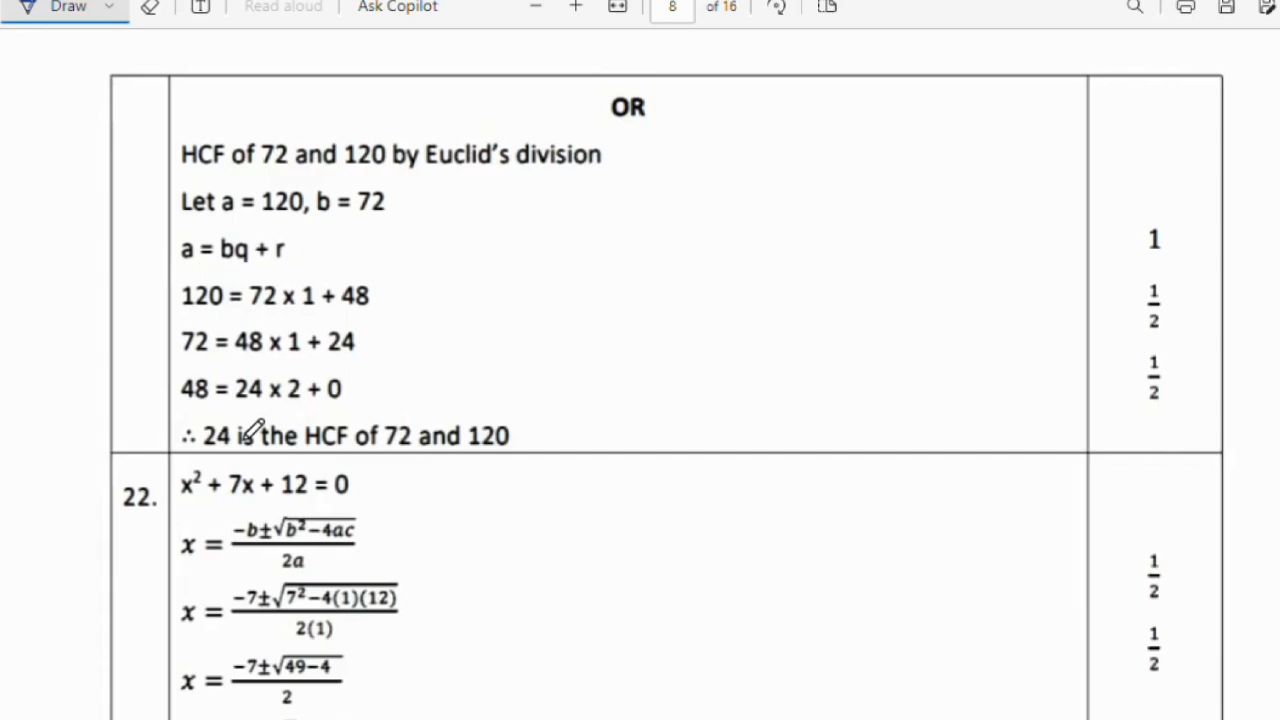 Draw
Read aloud
Ask Copilot
8
of 16
OR
HCF of 72 and 120 by Euclid's division
Let a = 120, b = 72
a = bq + r
1
120 = 72 x 1 + 48
1/2
72 = 48 x 1 + 24
48 = 24 x 2 + 0
1/2
∴ 24 is the HCF of 72 and 120
22.
x² + 7x + 12 = 0
x = (-b±√(b²-4ac))/2a
1/2
x = (-7±√(7²-4(1)(12)))/2(1)
1/2
x = (-7±√(49-4))/2